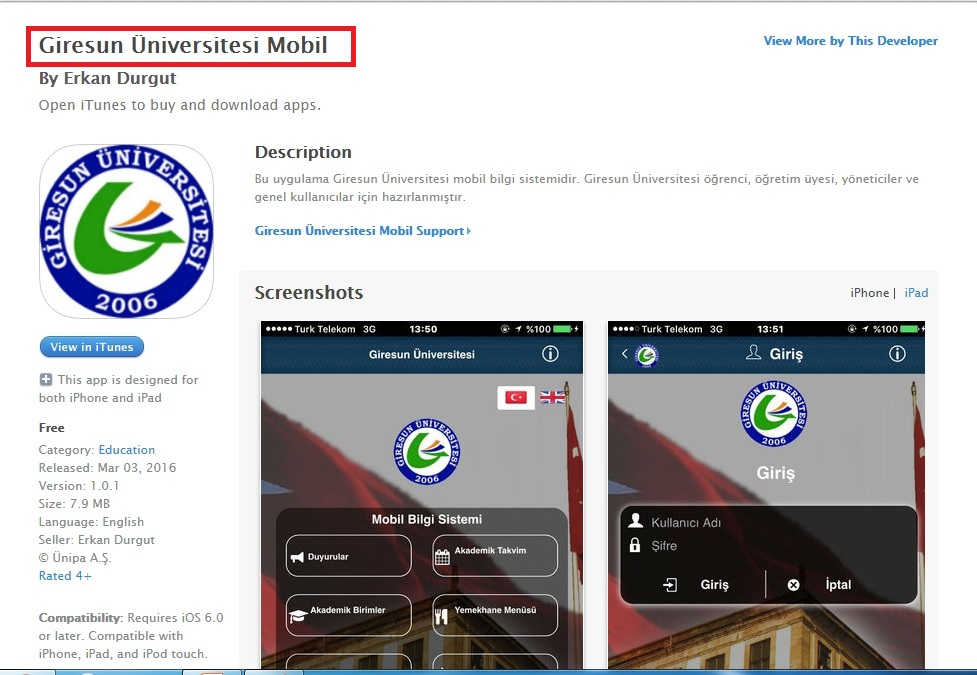 Giresun Üniversitesi Mobil
View More by This Developer
By Erkan Durgut
Open iTunes to buy and download apps.
GİRESUN ÜNİVERSİTESİ
2006
View in iTunes
This app is designed for
both iPhone and iPad
Free
Category: Education
Released: Mar 03, 2016
Version: 1.0.1
Size: 7.9 MB
Language: English
Seller: Erkan Durgut
© Ünipa A.Ş.
Rated 4+
Compatibility: Requires iOS 6.0
or later. Compatible with
iPhone, iPad, and iPod touch.
Description
Bu uygulama Giresun Üniversitesi mobil bilgi sistemidir. Giresun Üniversitesi öğrenci, öğretim üyesi, yöneticiler ve
genel kullanıcılar için hazırlanmıştır.
Giresun Üniversitesi Mobil Support
Screenshots
iPhone | iPad
Turk Telekom 3G 13:50 %100
Giresun Üniversitesi
GİRESUN ÜNİVERSİTESİ
2006
Mobil Bilgi Sistemi
Duyurular
Akademik Takvim
Akademik Birimler
Yemekhane Menüsü
Turk Telekom 3G 13:51 %100
Giriş
GİRESUN ÜNİVERSİTESİ
2006
Giriş
Kullanıcı Adı
Şifre
Giriş
İptal